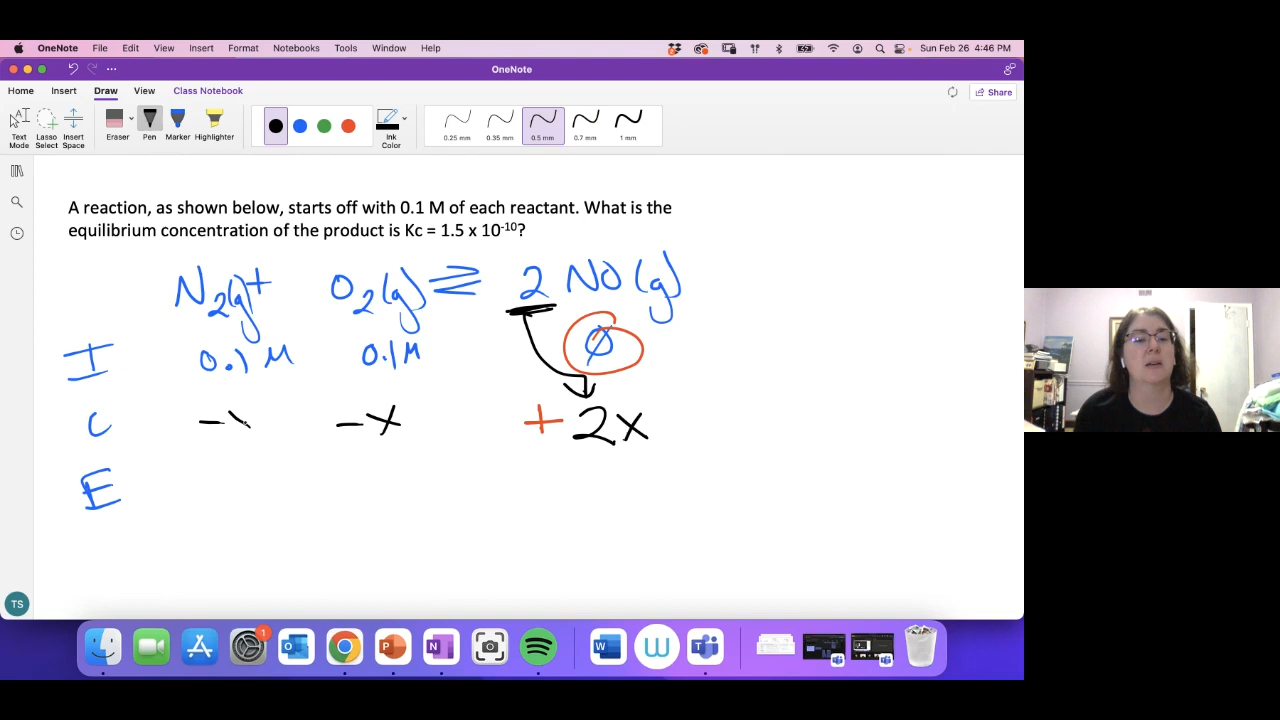 OneNote File Edit View Insert Format Notebooks Tools Window Help Sun Feb 26 4:46 PM
OneNote
Home Insert Draw View Class Notebook Share
Text Mode Lasso Select Insert Space Eraser Pen Marker Highlighter Ink Color 0.25 mm 0.35 mm 0.5 mm 0.7 mm 1 mm
A reaction, as shown below, starts off with 0.1 M of each reactant. What is the
equilibrium concentration of the product is Kc = 1.5 x 10⁻¹⁰?
N₂(g) + O₂(g) ⇌ 2 NO (g)
I 0.1 M 0.1 M Ø
C -x -x + 2x
E
TS
1
W